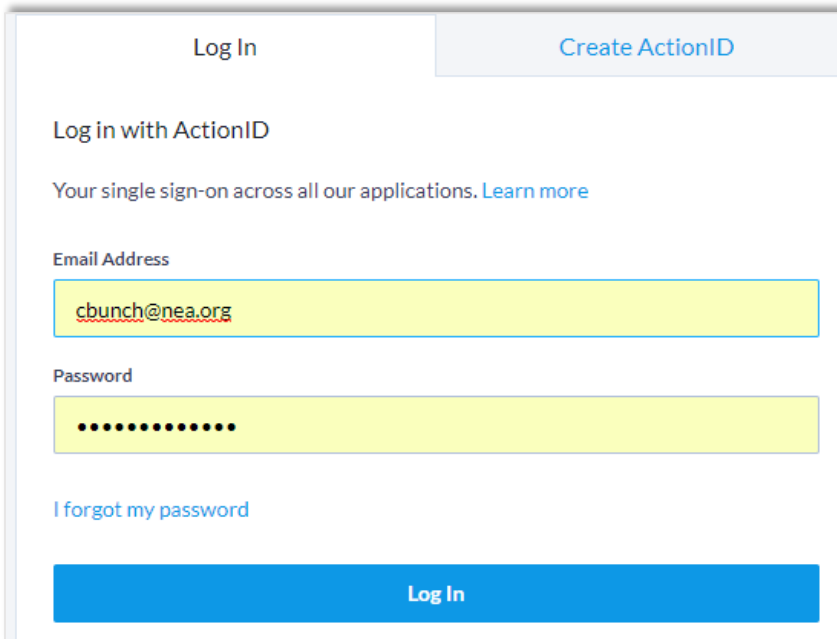 Log In
Create ActionID
Log in with ActionID
Your single sign-on across all our applications. Learn more
Email Address
cbunch@nea.org
Password
•••••••••••••
I forgot my password
Log In